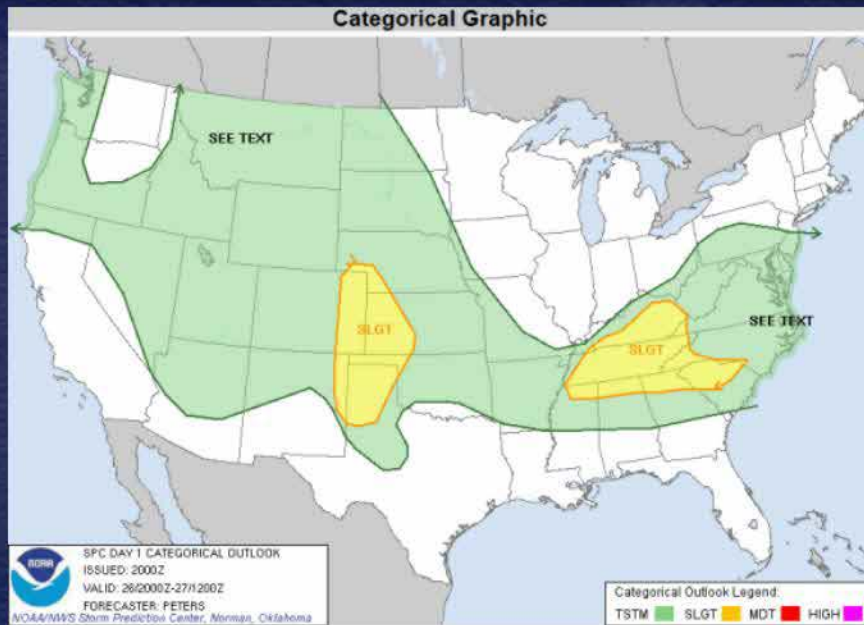 Categorical Graphic
SEE TEXT
SLGT
SLGT
SEE TEXT
NOAA
SPC DAY 1 CATEGORICAL OUTLOOK
ISSUED: 2000Z
VALID: 26/2000Z-27/1200Z
FORECASTER: PETERS
NOAA/NWS Storm Prediction Center, Norman, Oklahoma
Categorical Outlook Legend:
TSTM SLGT MDT HIGH